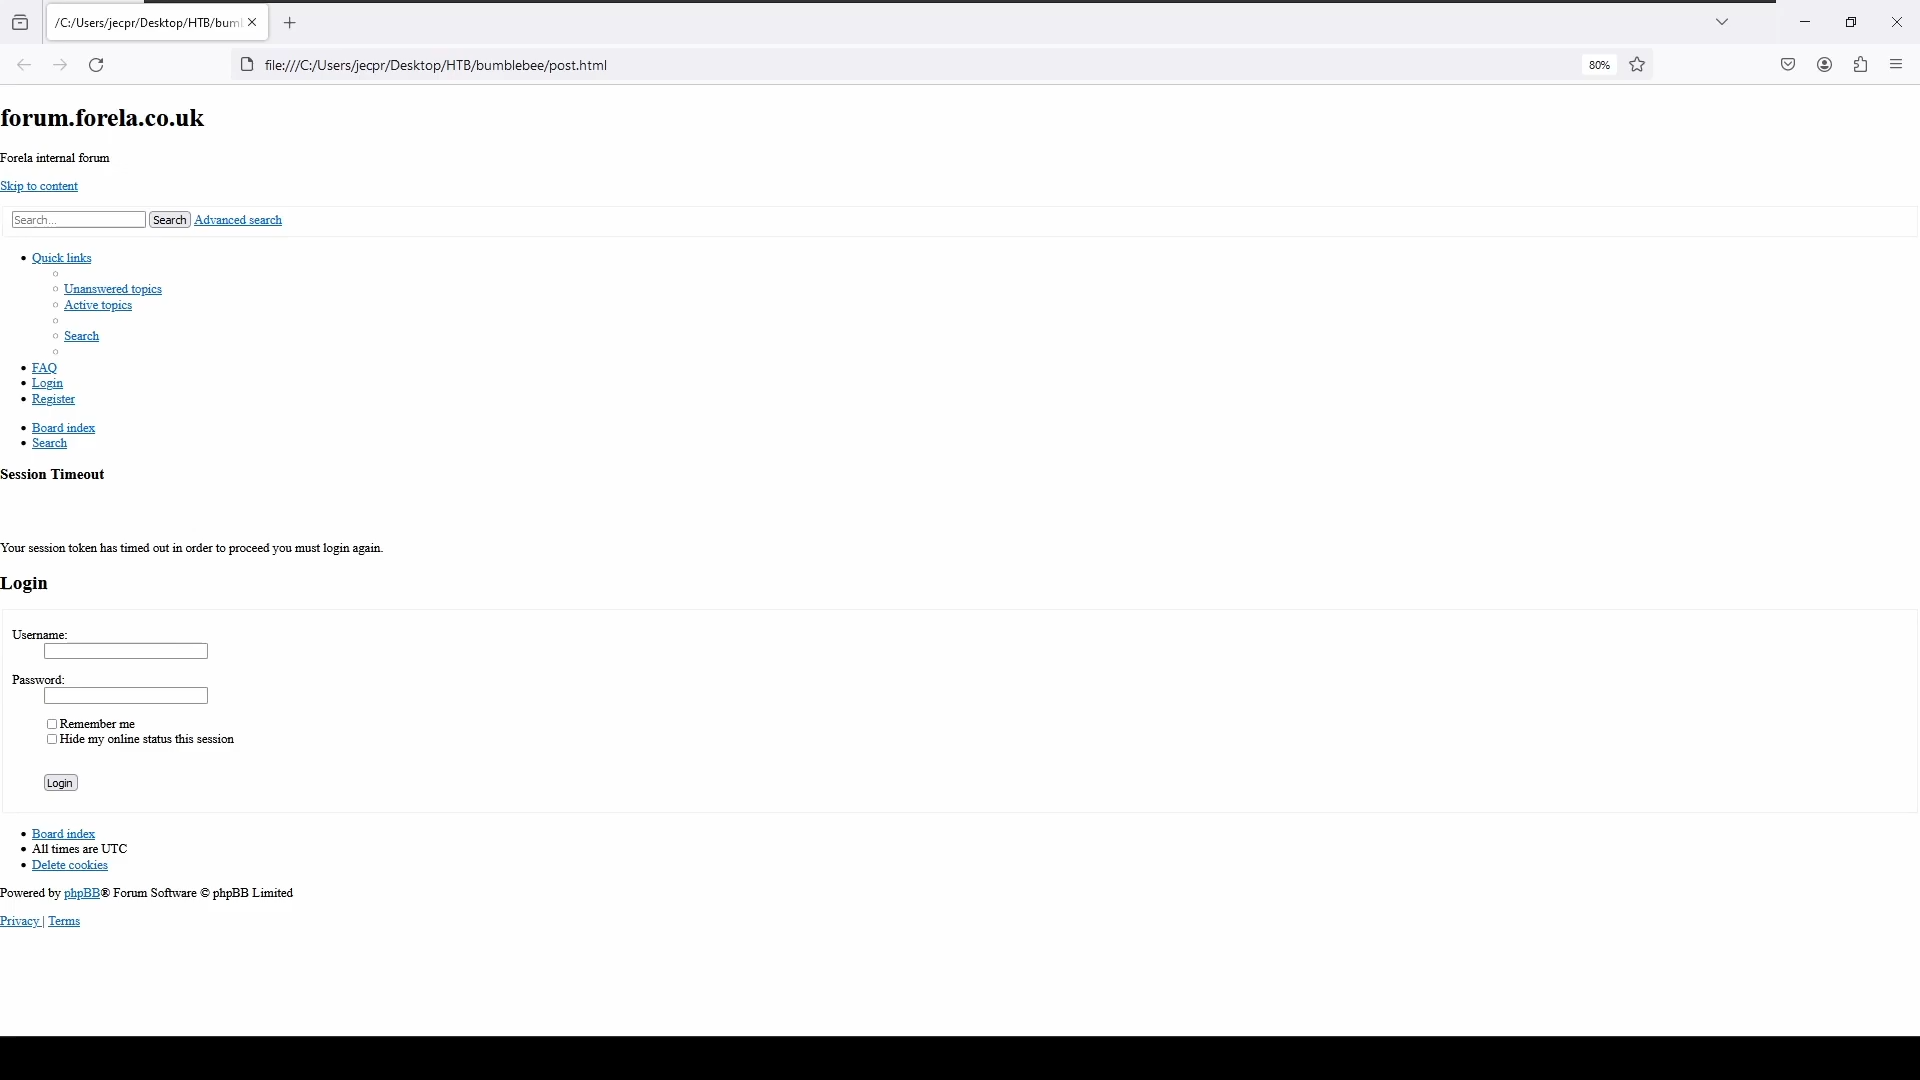 /C:/Users/jecpr/Desktop/HTB/buml
file:///C:/Users/jecpr/Desktop/HTB/bumblebee/post.html
80%
forum.forela.co.uk
Forela internal forum
Skip to content
Search...
Search
Advanced search
Quick links
Unanswered topics
Active topics
Search
FAQ
Login
Register
Board index
Search
Session Timeout
Your session token has timed out in order to proceed you must login again.
Login
Username:
Password:
Remember me
Hide my online status this session
Login
Board index
All times are UTC
Delete cookies
Powered by phpBB® Forum Software © phpBB Limited
Privacy | Terms